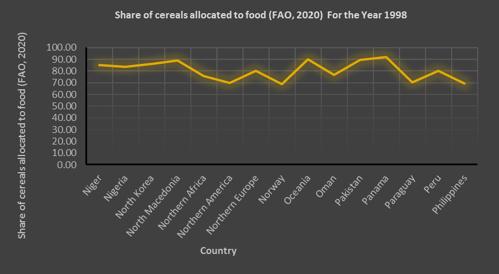 Share of cereals allocated to food (FAO, 2020)  For the Year 1998
Share of cereals allocated to food (FAO, 2020)
100.00
90.00
80.00
70.00
60.00
50.00
40.00
30.00
20.00
10.00
0.00
Niger
Nigeria
North Korea
North Macedonia
Northern Africa
Northern America
Northern Europe
Norway
Oceania
Oman
Pakistan
Panama
Paraguay
Peru
Philippines
Country